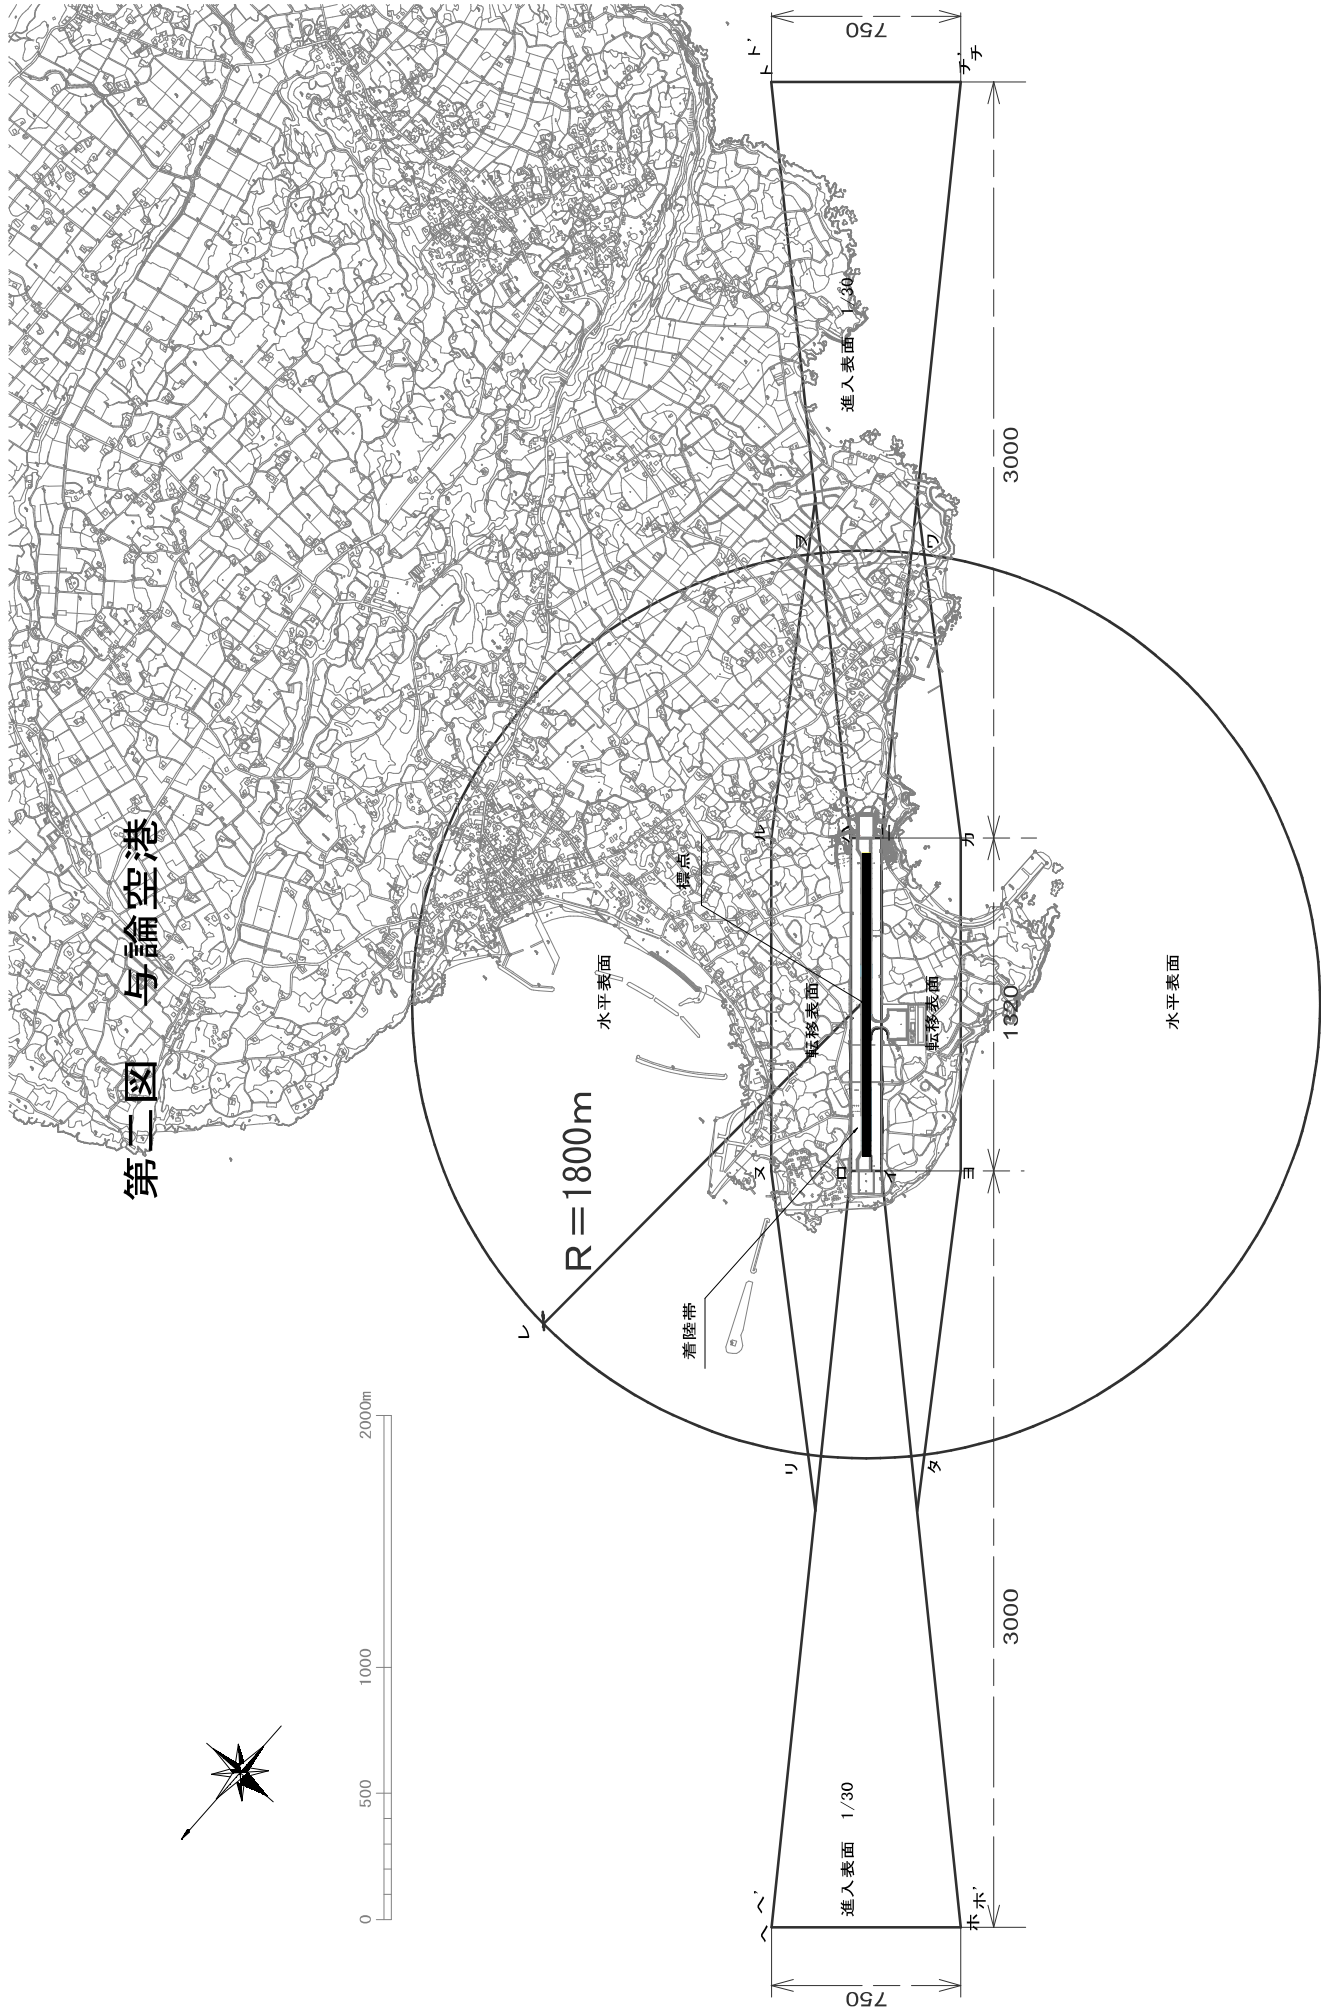 第二図 与論空港
750
ト'
ト
チ'
チ
進入表面 1/30
3000
ヲ
ワ
ル
ハ
ニ
カ
標点
水平表面
転移表面
転移表面
1320
水平表面
R＝1800m
ヌ
ロ
イ
ヨ
着陸帯
レ
リ
タ
3000
0 500 1000 2000m
進入表面 1/30
ヘ'
ヘ
ホ
ホ'
750